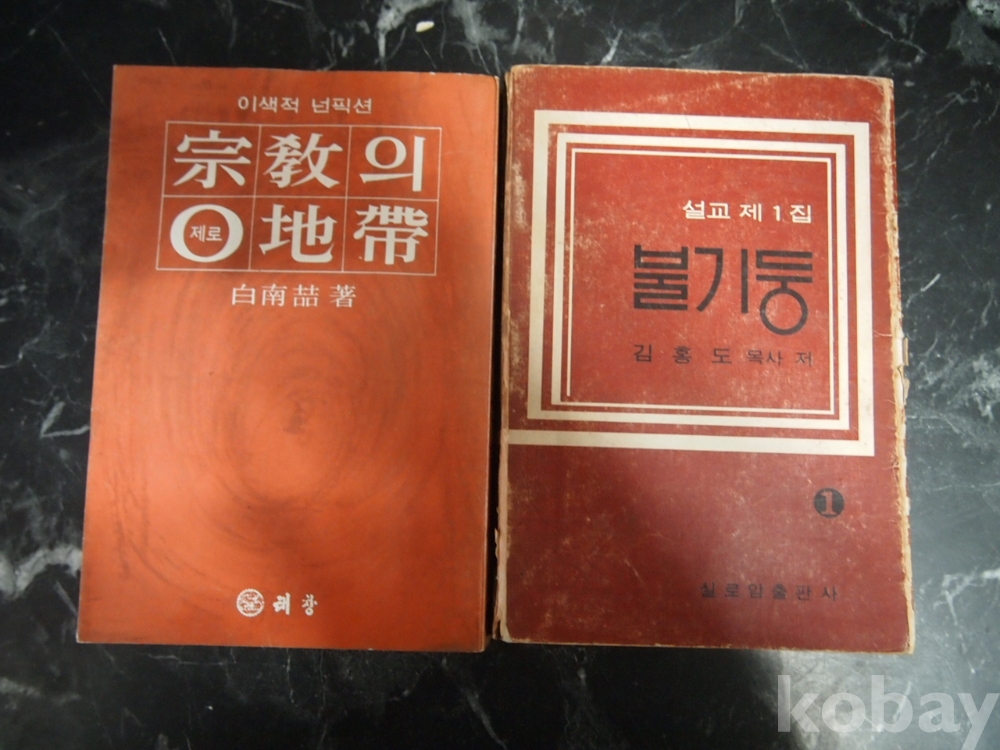 이색적 넌픽션
宗敎의
O 제로 地帶
白南喆 著
설교 제 1 집
불기둥
김 홍 도 목사 저
1
실로암출판사
kobay